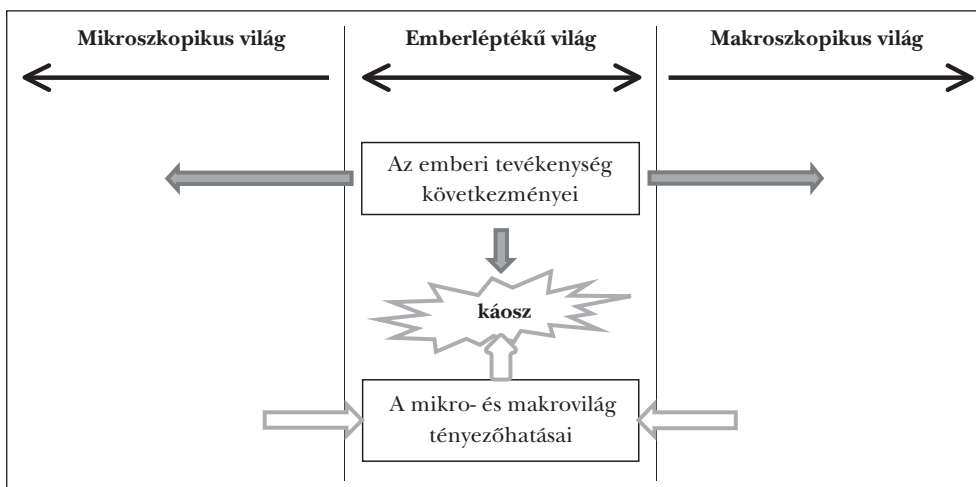 Mikroszkopikus világ
Emberléptékű világ
Makroszkopikus világ
Az emberi tevékenység
következményei
káosz
A mikro- és makrovilág
tényezőhatásai